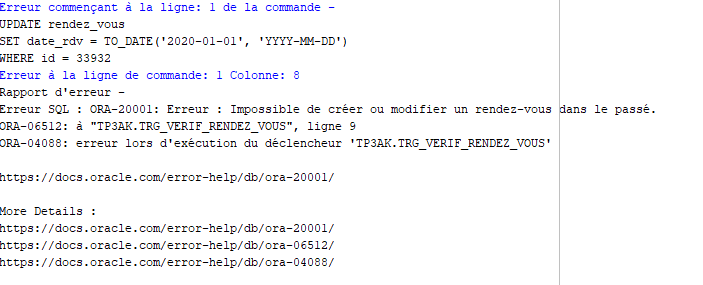 Erreur commençant à la ligne: 1 de la commande -
UPDATE rendez_vous
SET date_rdv = TO_DATE('2020-01-01', 'YYYY-MM-DD')
WHERE id = 33932
Erreur à la ligne de commande: 1 Colonne: 8
Rapport d'erreur -
Erreur SQL : ORA-20001: Erreur : Impossible de créer ou modifier un rendez-vous dans le passé.
ORA-06512: à "TP3AK.TRG_VERIF_RENDEZ_VOUS", ligne 9
ORA-04088: erreur lors d'exécution du déclencheur 'TP3AK.TRG_VERIF_RENDEZ_VOUS'
https://docs.oracle.com/error-help/db/ora-20001/
More Details :
https://docs.oracle.com/error-help/db/ora-20001/
https://docs.oracle.com/error-help/db/ora-06512/
https://docs.oracle.com/error-help/db/ora-04088/